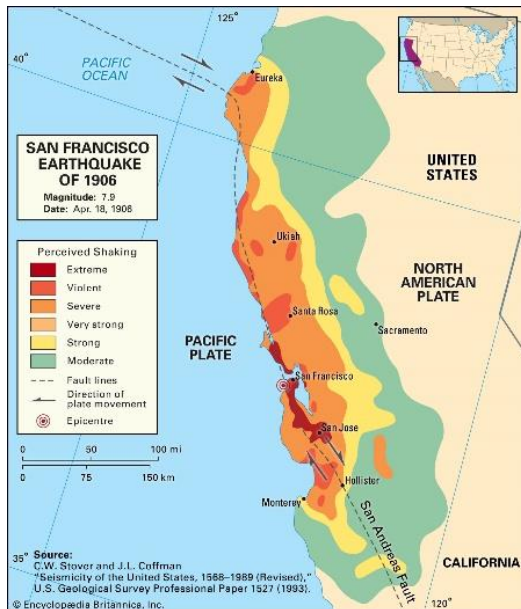 125°
40°
PACIFIC
OCEAN
Eureka
SAN FRANCISCO
EARTHQUAKE
OF 1906
Magnitude: 7.9
Date: Apr. 18, 1906
UNITED
STATES
Perceived Shaking
Extreme
Violent
Severe
Very strong
Strong
Moderate
Fault lines
Direction of
plate movement
Epicentre
Ukiah
NORTH
AMERICAN
PLATE
Santa Rosa
Sacramento
PACIFIC
PLATE
San Francisco
San Jose
0 50 100 mi
0 75 150 km
Hollister
Monterey
San Andreas Fault
Source:
C.W. Stover and J.L. Coffman
"Seismicity of the United States, 1568–1989 (Revised),"
U.S. Geological Survey Professional Paper 1527 (1993).
35°
CALIFORNIA
© Encyclopædia Britannica, Inc.
120°